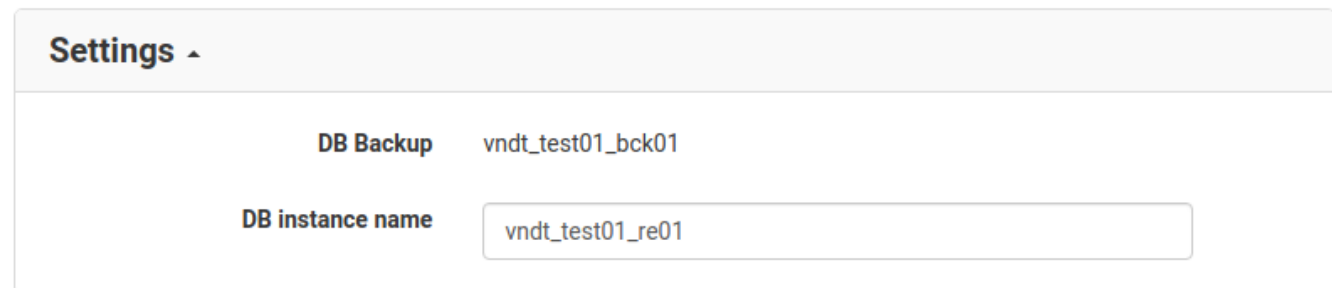 Settings
DB Backup vndt_test01_bck01
DB instance name vndt_test01_re01